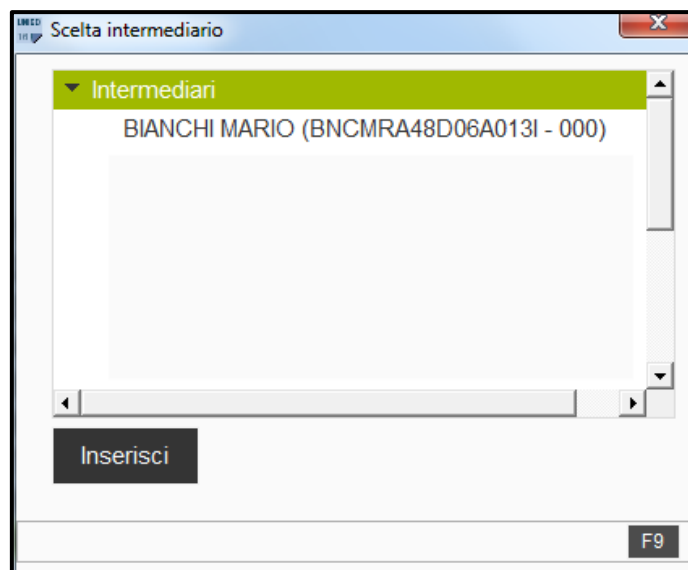 Scelta intermediario
Intermediari
BIANCHI MARIO (BNCMRA48D06A013I - 000)
Inserisci
F9